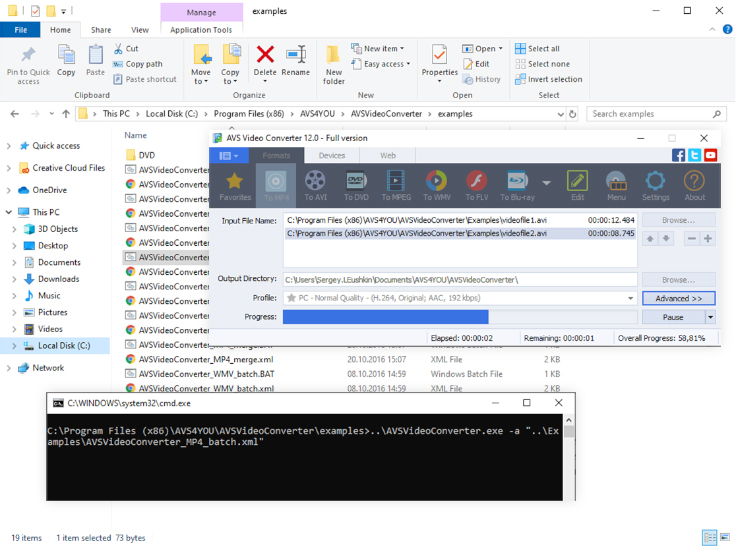 Manage
examples
File
Home
Share
View
Application Tools
Pin to Quick access
Copy
Paste
Cut
Copy path
Paste shortcut
Clipboard
Move to
Copy to
Delete
Rename
Organize
New folder
New item
Easy access
New
Properties
Open
Edit
History
Open
Select all
Select none
Invert selection
Select
This PC
Local Disk (C:)
Program Files (x86)
AVS4YOU
AVSVideoConverter
examples
Search examples
Quick access
Creative Cloud Files
OneDrive
This PC
3D Objects
Desktop
Documents
Downloads
Music
Pictures
Videos
Local Disk (C:)
Network
Name
DVD
AVSVideoConverter
AVSVideoConverter
AVSVideoConverter
AVSVideoConverter
AVSVideoConverter
AVSVideoConverter
AVSVideoConverter
AVSVideoConverter
AVSVideoConverter
AVSVideoConverter
AVSVideoConverter
AVSVideoConverter
AVSVideoConverter_MP4_merge.xml 20.10.2016 15:07 XML File 2 KB
AVSVideoConverter_WMV_batch.BAT 08.10.2016 14:59 Windows Batch File 1 KB
AVSVideoConverter_WMV_batch.xml 08.10.2016 14:59 XML File 1 KB
AVS Video Converter 12.0 - Full version
Formats
Devices
Web
Favorites
To MP4
To AVI
To DVD
To MPEG
To WMV
To FLV
To Blu-ray
Edit
Menu
Settings
About
Input File Name:
C:\Program Files (x86)\AVS4YOU\AVSVideoConverter\Examples\videofile1.avi 00:00:12.484
C:\Program Files (x86)\AVS4YOU\AVSVideoConverter\Examples\videofile2.avi 00:00:08.745
Browse...
Output Directory:
C:\Users\Sergey.LEushkin\Documents\AVS4YOU\AVSVideoConverter\
Browse...
Profile:
PC - Normal Quality - (H.264, Original; AAC, 192 kbps)
Advanced >>
Progress:
Pause
Elapsed: 00:00:02
Remaining: 00:00:01
Overall Progress: 58,81%
C:\WINDOWS\system32\cmd.exe
C:\Program Files (x86)\AVS4YOU\AVSVideoConverter\examples>..\AVSVideoConverter.exe -a "..\Ex
amples\AVSVideoConverter_MP4_batch.xml"
19 items
1 item selected
73 bytes